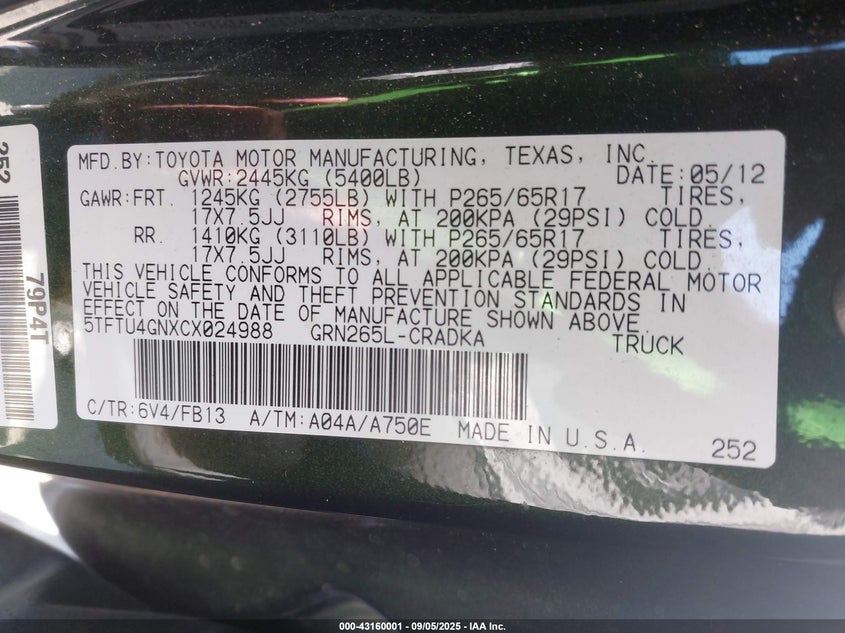 252
79P4T
MFD.BY:TOYOTA MOTOR MANUFACTURING, TEXAS, INC.
GVWR:2445KG (5400LB) DATE:05/12
GAWR:FRT. 1245KG (2755LB) WITH P265/65R17 TIRES,
17X7.5JJ RIMS, AT 200KPA (29PSI) COLD.
RR. 1410KG (3110LB) WITH P265/65R17 TIRES,
17X7.5JJ RIMS, AT 200KPA (29PSI) COLD.
THIS VEHICLE CONFORMS TO ALL APPLICABLE FEDERAL MOTOR
VEHICLE SAFETY AND THEFT PREVENTION STANDARDS IN
EFFECT ON THE DATE OF MANUFACTURE SHOWN ABOVE.
5TFTU4GNXCX024988 GRN265L-CRADKA TRUCK
C/TR:6V4/FB13 A/TM:A04A/A750E MADE IN U.S.A.
252
000-43160001 - 09/05/2025 - IAA Inc.